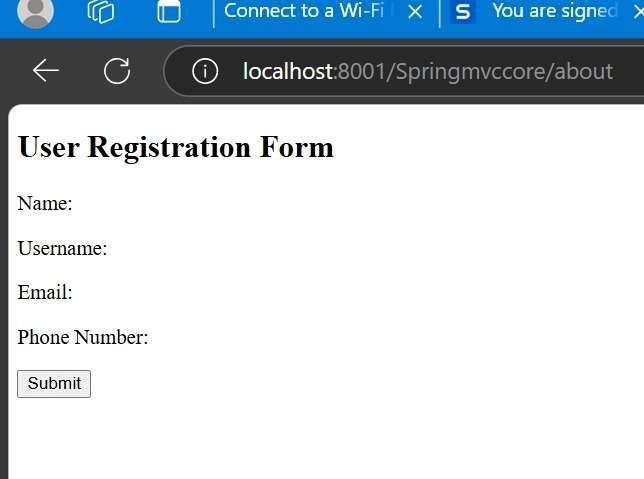 Connect to a Wi-Fi
S You are signed
localhost:8001/Springmvccore/about
User Registration Form
Name:
Username:
Email:
Phone Number:
Submit